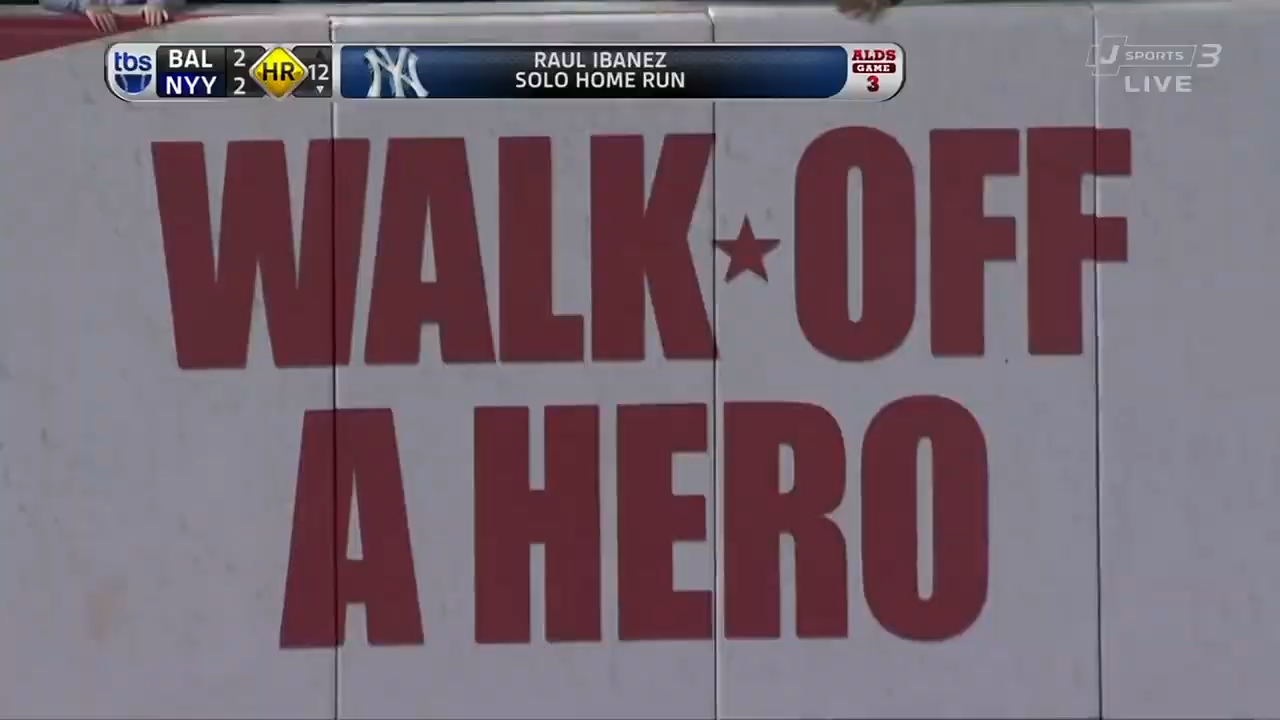 tbs
BAL 2
NYY 2
HR
12
RAUL IBANEZ
SOLO HOME RUN
ALDS
GAME
3
J SPORTS 3
LIVE
WALK★OFF
A HERO